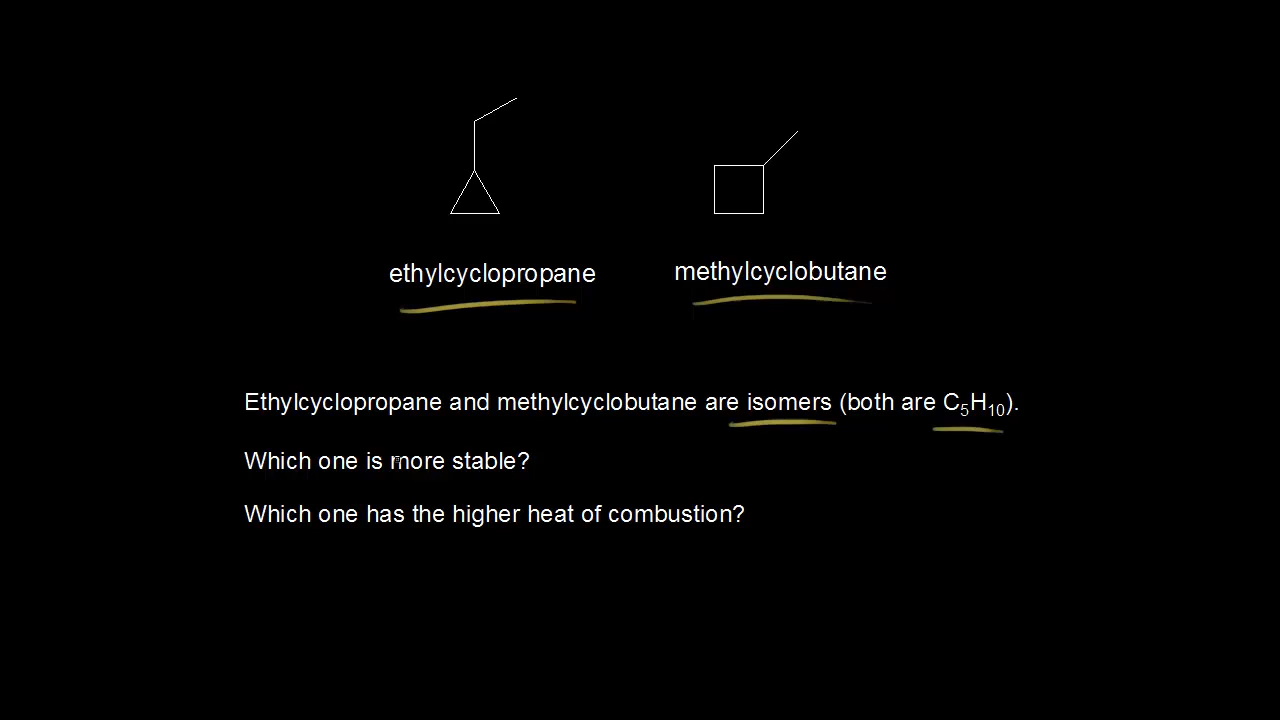 ethylcyclopropane methylcyclobutane
Ethylcyclopropane and methylcyclobutane are isomers (both are C₅H₁₀).
Which one is more stable?
Which one has the higher heat of combustion?